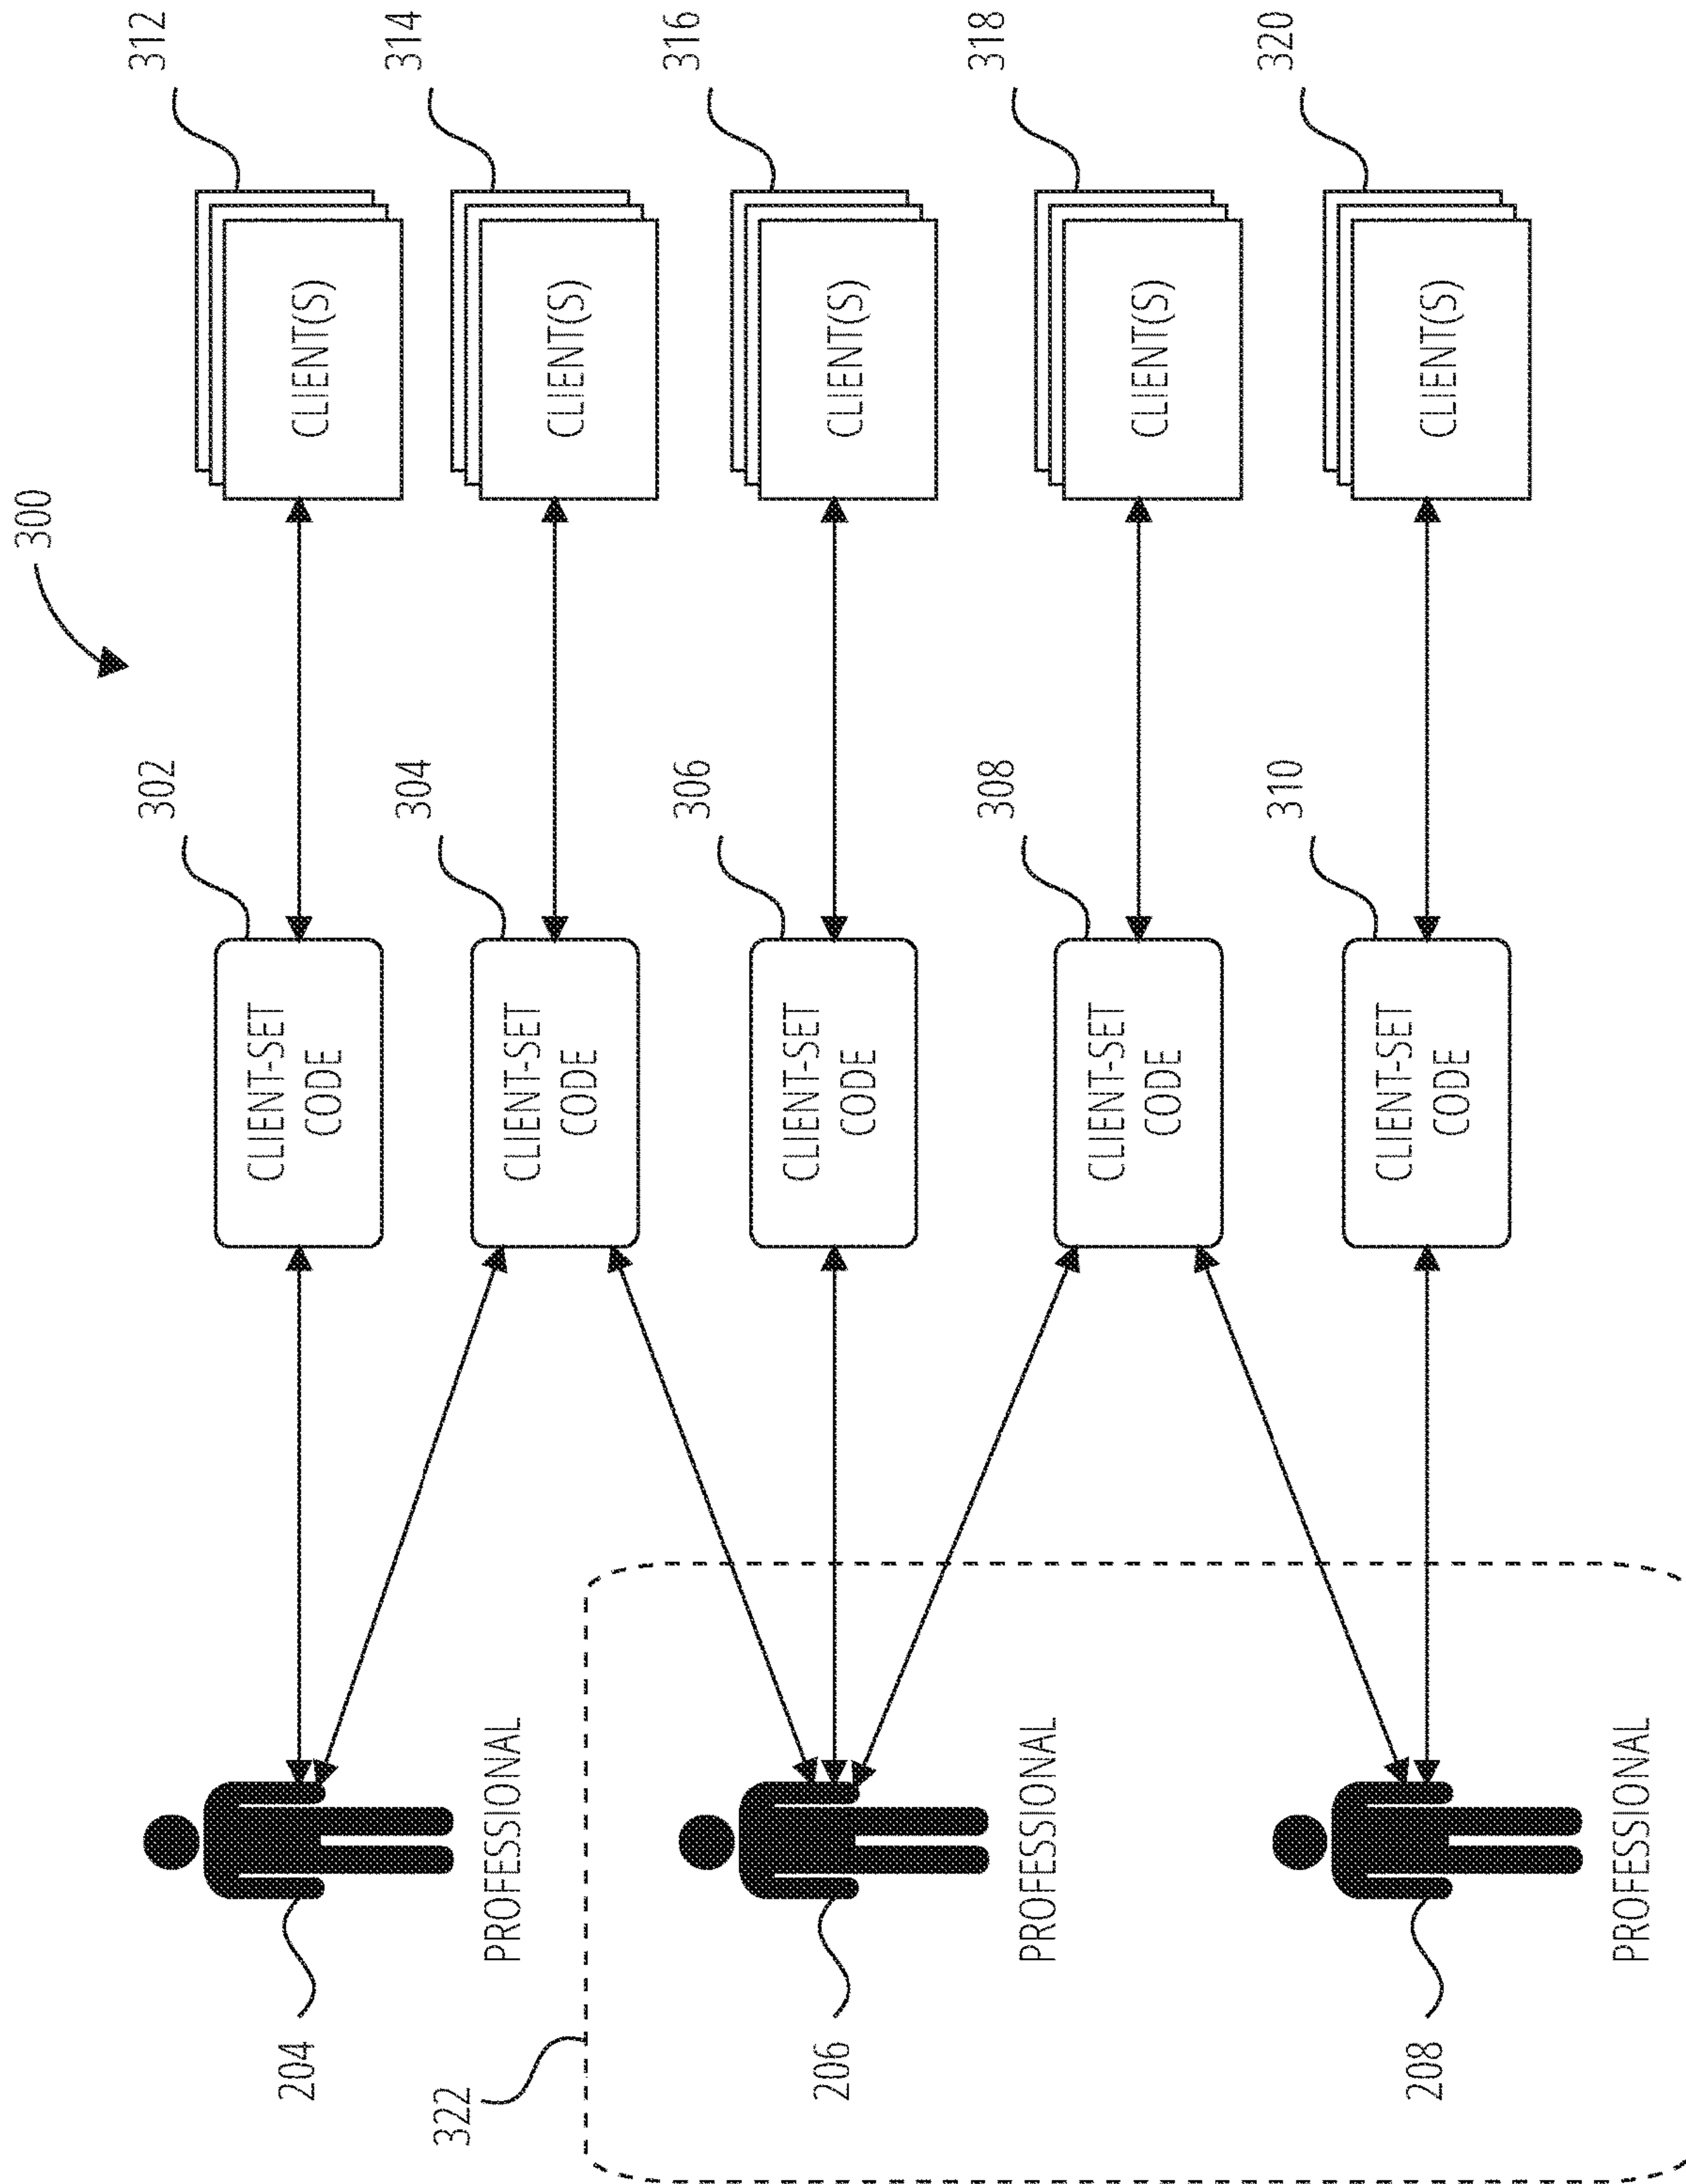 300
204
PROFESSIONAL
302
CLIENT-SET
CODE
312
CLIENT(S)
304
CLIENT-SET
CODE
314
CLIENT(S)
322
206
PROFESSIONAL
306
CLIENT-SET
CODE
316
CLIENT(S)
308
CLIENT-SET
CODE
318
CLIENT(S)
208
PROFESSIONAL
310
CLIENT-SET
CODE
320
CLIENT(S)